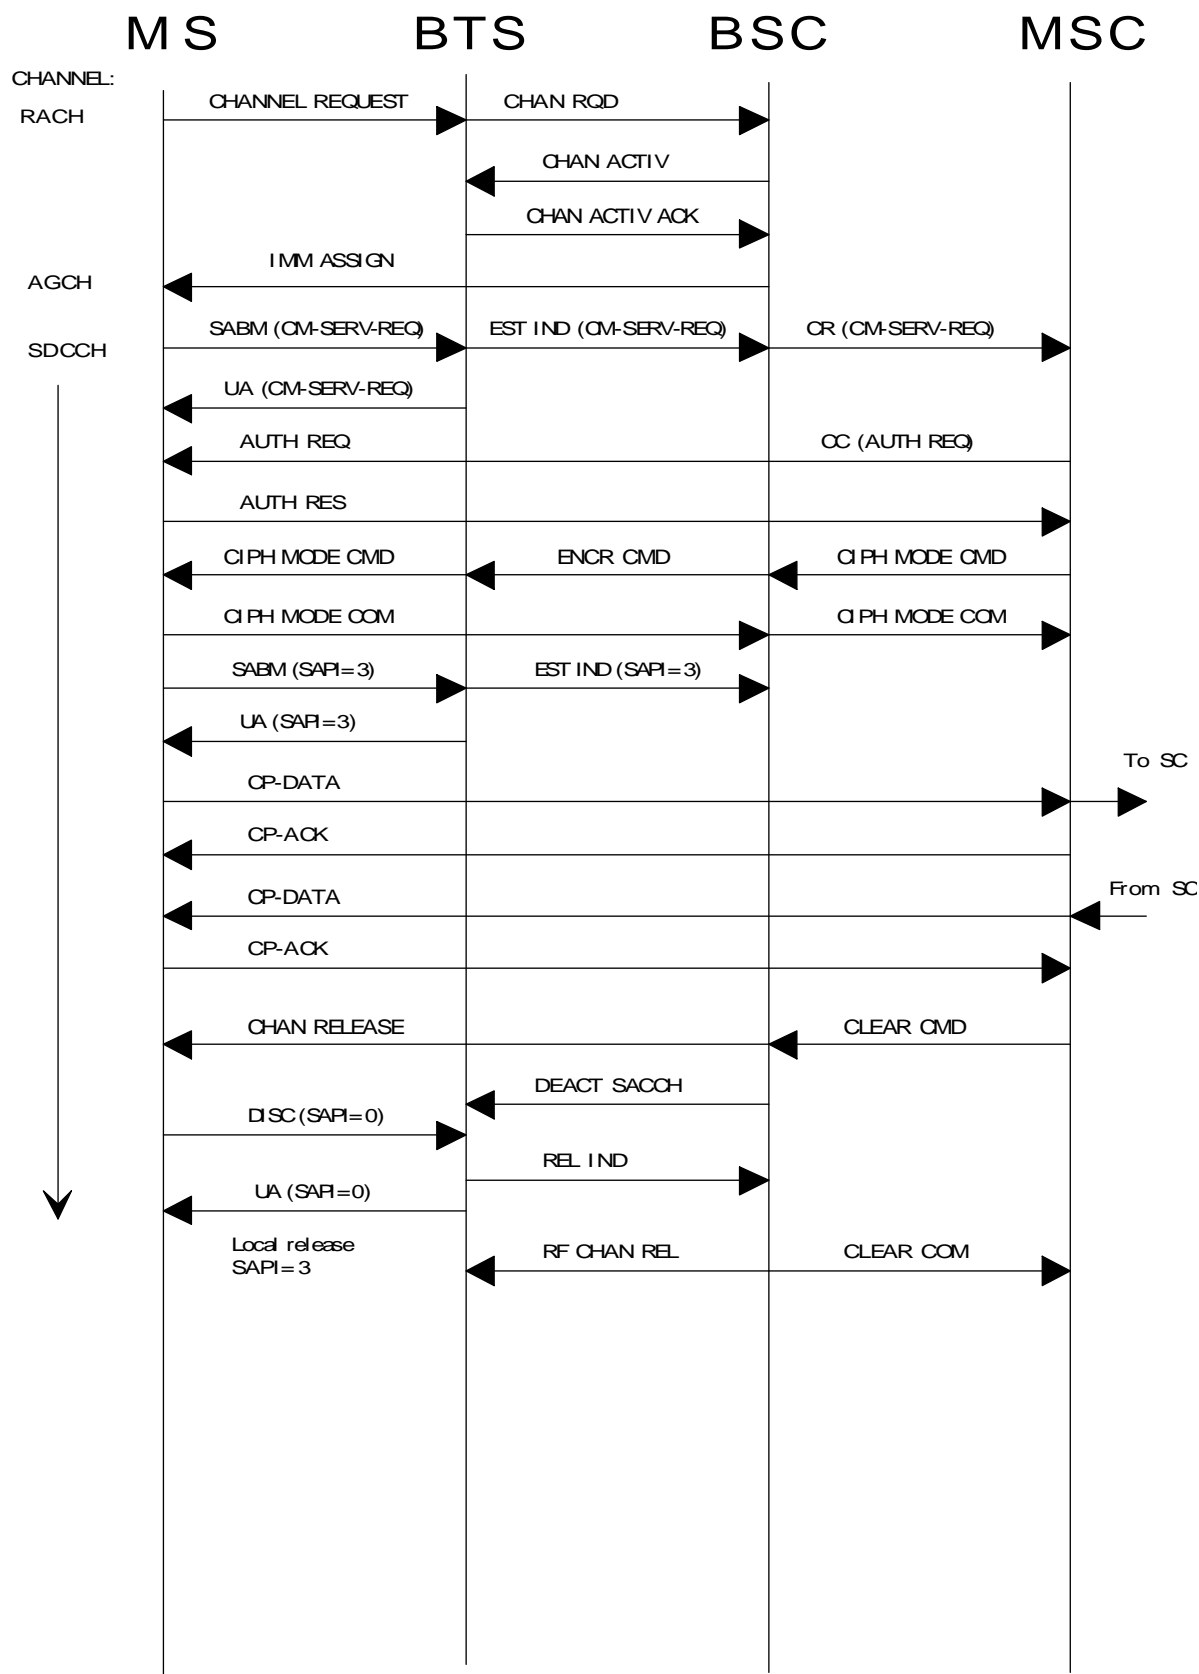 MS BTS BSC MSC
CHANNEL:
CHANNEL REQUEST CHAN RQD
RACH
CHAN ACTIV
CHAN ACTIV ACK
IMM ASSIGN
AGCH
SABM (CM-SERV-REQ) EST IND (CM-SERV-REQ) CR (CM-SERV-REQ)
SDCCH
UA (CM-SERV-REQ)
AUTH REQ CC (AUTH REQ)
AUTH RES
CIPH MODE CMD ENCR CMD CIPH MODE CMD
CIPH MODE COM CIPH MODE COM
SABM (SAPI=3) EST IND (SAPI=3)
UA (SAPI=3)
To SC
CP-DATA
CP-ACK
From SC
CP-DATA
CP-ACK
CHAN RELEASE CLEAR CMD
DEACT SACCH
DISC (SAPI=0)
REL IND
UA (SAPI=0)
Local release RF CHAN REL CLEAR COM
SAPI=3